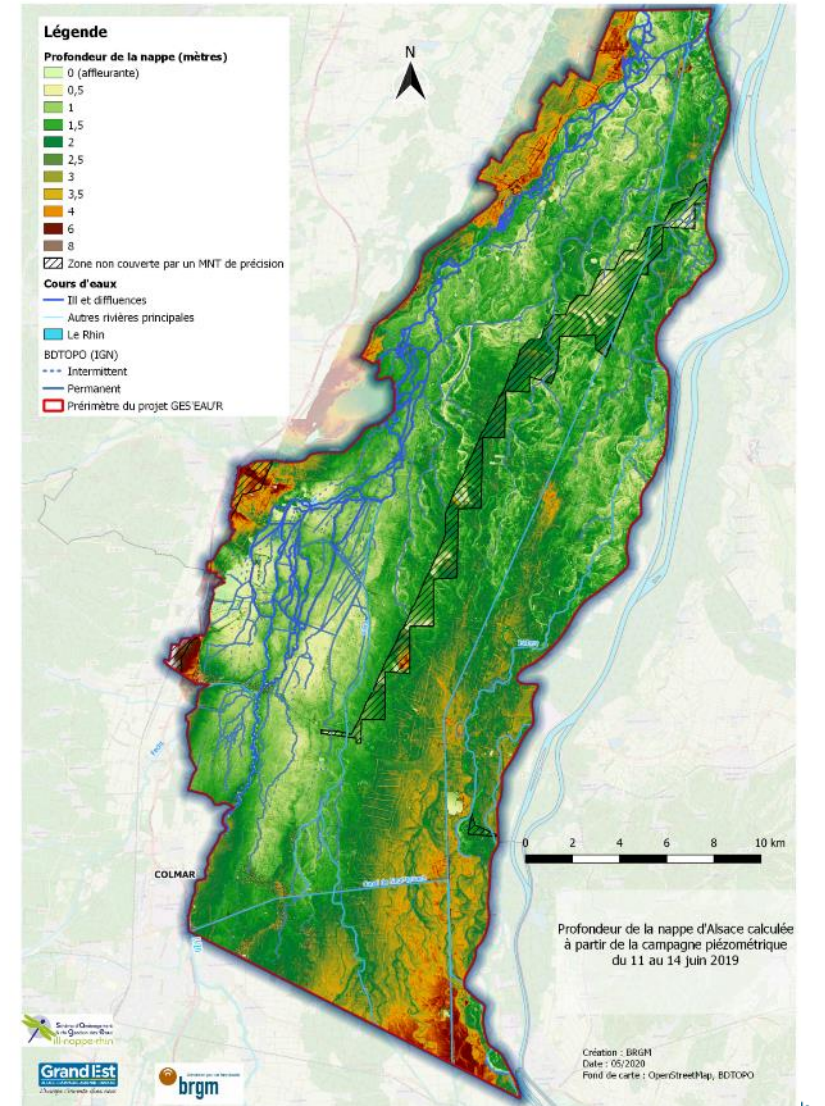 Légende
Profondeur de la nappe (mètres)
0 (affleurante)
0,5
1
1,5
2
2,5
3
3,5
4
6
8
Zone non couverte par un MNT de précision
Cours d'eaux
Ill et diffluences
Autres rivières principales
Le Rhin
BDTOPO (IGN)
Intermittent
Permanent
Prérimètre du projet GES'EAU'R
N
COLMAR
0 2 4 6 8 10 km
Profondeur de la nappe d'Alsace calculée
à partir de la campagne piézométrique
du 11 au 14 juin 2019
Création : BRGM
Date : 05/2020
Fond de carte : OpenStreetMap, BDTOPO
ill-nappe-rhin
Grand Est
brgm